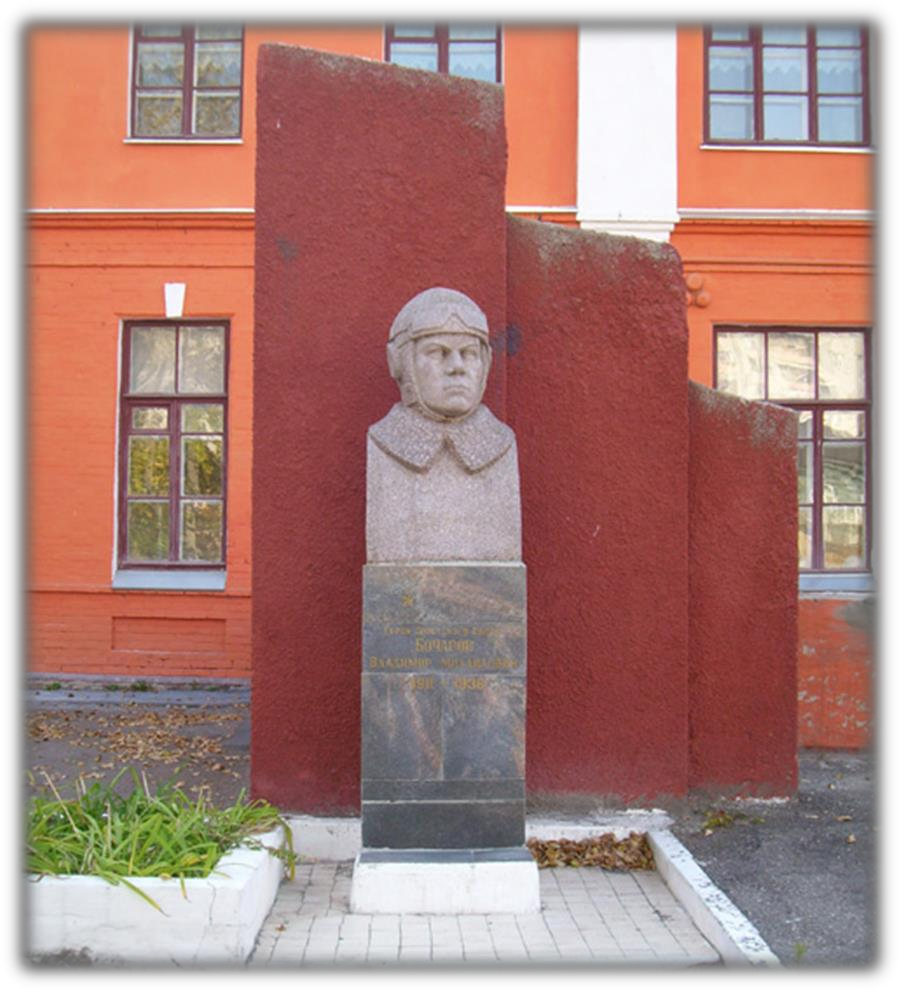 Герой Советского Союза
БОЧАРОВ
ВЛАДИМИР МИХАЙЛОВИЧ
1911 - 1936